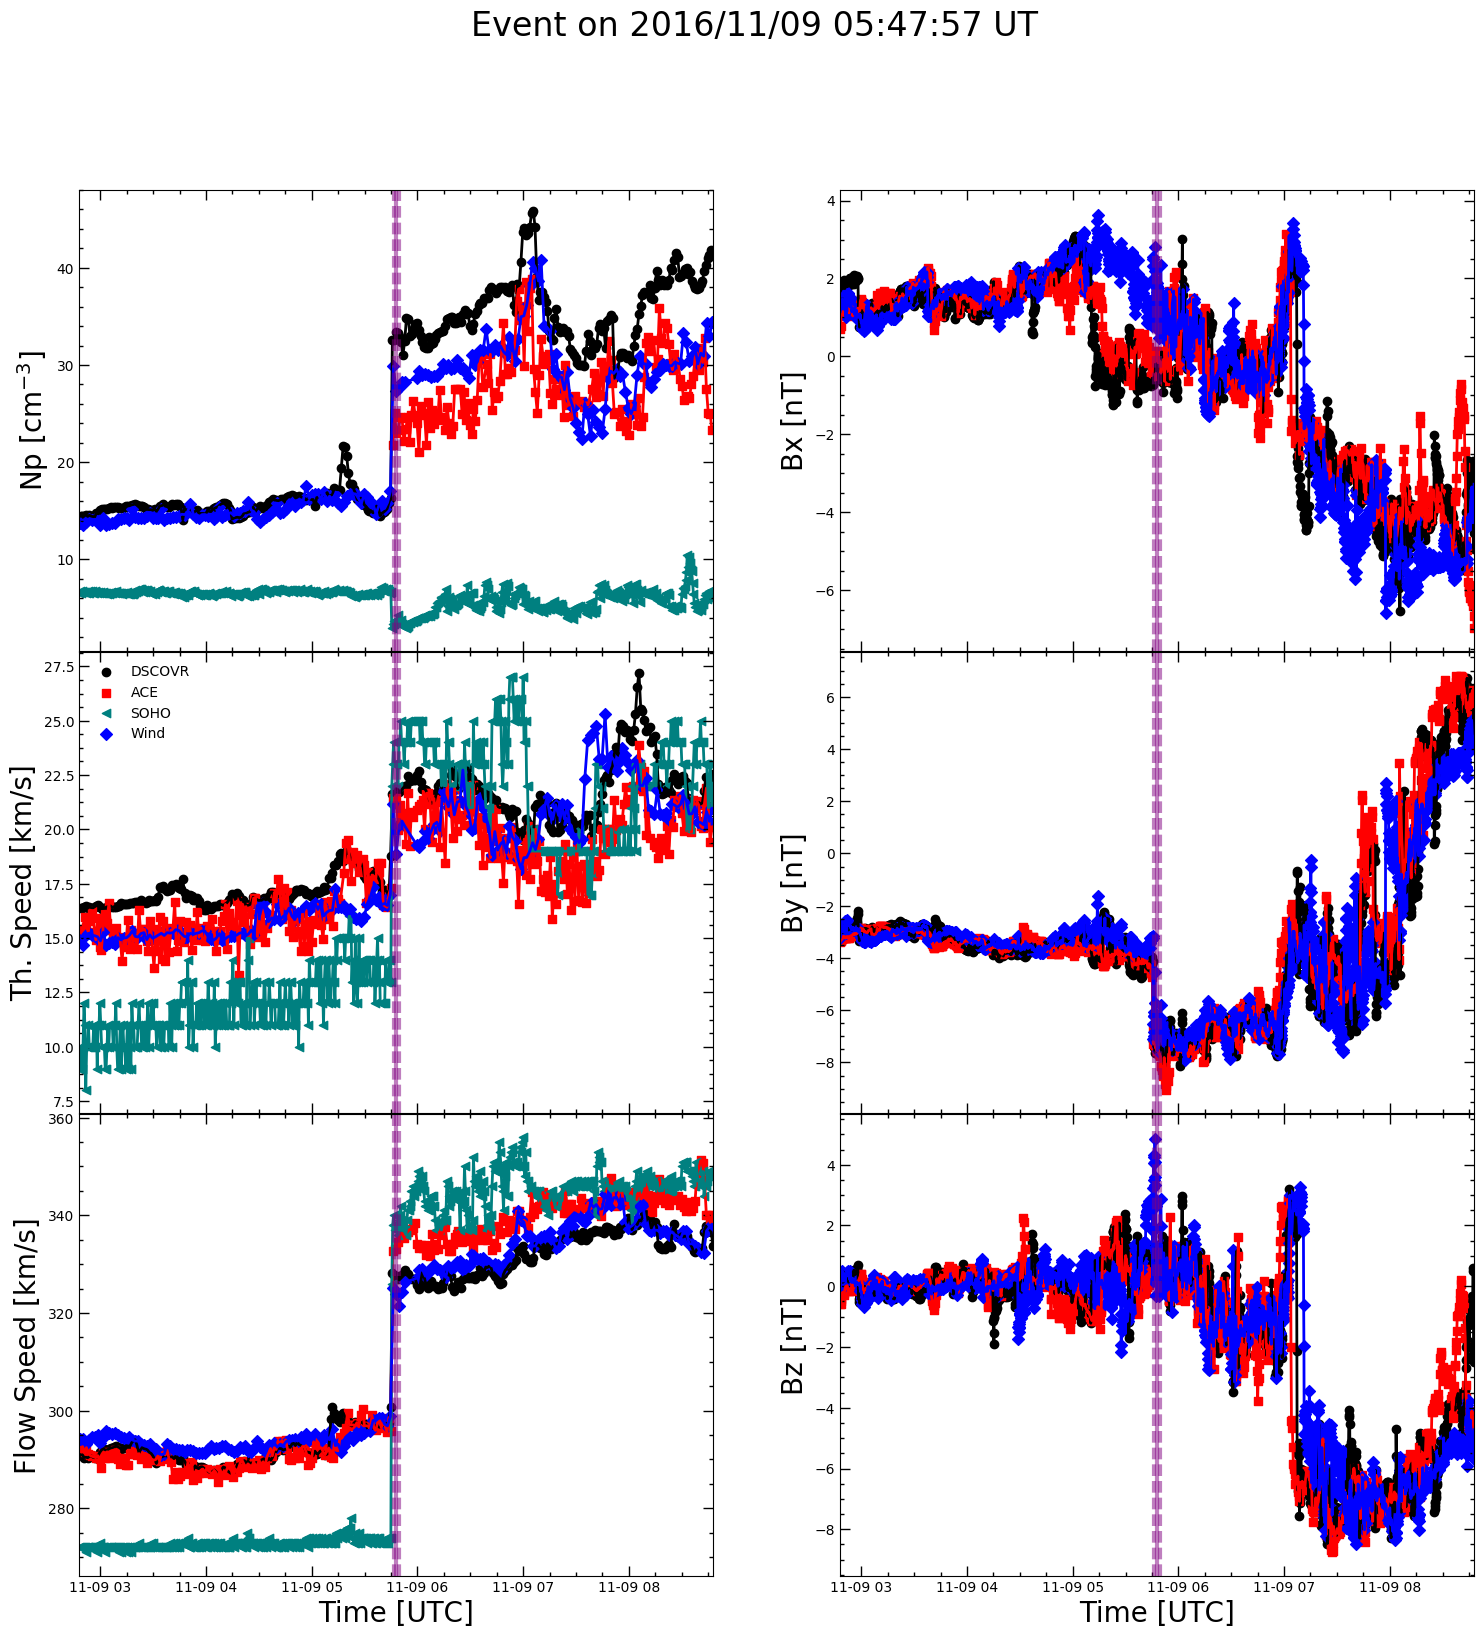 Event on 2016/11/09 05:47:57 UT
Np [cm⁻³]
40
30
20
10
Th. Speed [km/s]
27.5
25.0
22.5
20.0
17.5
15.0
12.5
10.0
7.5
DSCOVR
ACE
SOHO
Wind
Flow Speed [km/s]
360
340
320
300
280
11-09 03 11-09 04 11-09 05 11-09 06 11-09 07 11-09 08
Time [UTC]
Bx [nT]
4
2
0
−2
−4
−6
By [nT]
6
4
2
0
−2
−4
−6
−8
Bz [nT]
4
2
0
−2
−4
−6
−8
11-09 03 11-09 04 11-09 05 11-09 06 11-09 07 11-09 08
Time [UTC]